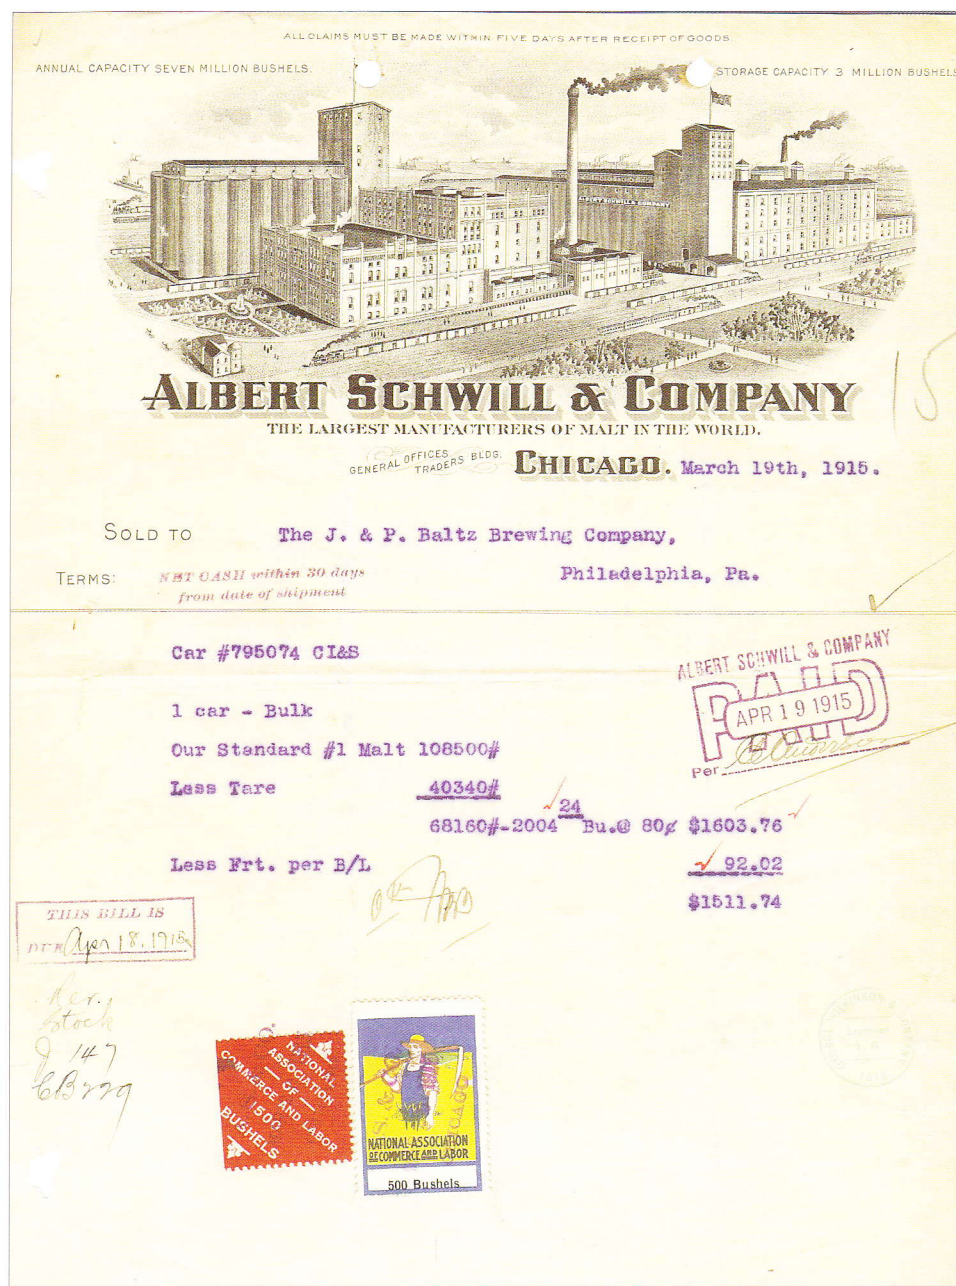 ALL CLAIMS MUST BE MADE WITHIN FIVE DAYS AFTER RECEIPT OF GOODS.
ANNUAL CAPACITY SEVEN MILLION BUSHELS.
STORAGE CAPACITY 3 MILLION BUSHELS
ALBERT SCHWILL & COMPANY
ALBERT SCHWILL & COMPANY
THE LARGEST MANUFACTURERS OF MALT IN THE WORLD.
GENERAL OFFICES TRADERS BLDG. CHICAGO. March 19th, 1915.
SOLD TO The J. & P. Baltz Brewing Company,
Philadelphia, Pa.
TERMS: NET CASH within 30 days
from date of shipment
Car #795074 CI&S
ALBERT SCHWILL & COMPANY
PAID
APR 19 1915
Per
1 car - Bulk
Our Standard #1 Malt 108500#
Less Tare 40340#
68160#-2004 24 Bu.@ 80¢ $1603.76
Less Frt. per B/L 92.02
$1511.74
THIS BILL IS
DUE Apr 18, 1915
Stock
147
NATIONAL
ASSOCIATION
OF
COMMERCE AND LABOR
1500
BUSHELS
NATIONAL ASSOCIATION
OF COMMERCE AND LABOR
500 Bushels